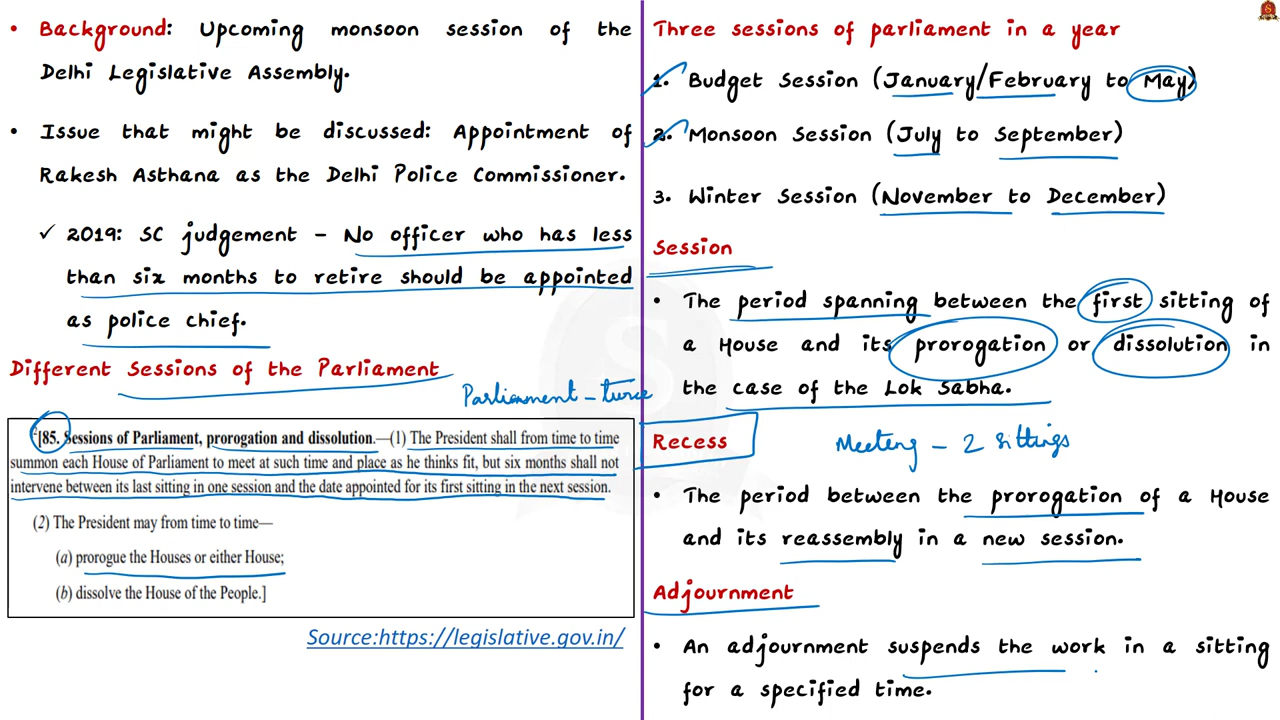 • Background: Upcoming monsoon session of the
Delhi Legislative Assembly.
• Issue that might be discussed: Appointment of
Rakesh Asthana as the Delhi Police Commissioner.
✓ 2019: SC judgement - No officer who has less
than six months to retire should be appointed
as police chief.
Different Sessions of the Parliament
Parliament - twice
[85. Sessions of Parliament, prorogation and dissolution.—(1) The President shall from time to time
summon each House of Parliament to meet at such time and place as he thinks fit, but six months shall not
intervene between its last sitting in one session and the date appointed for its first sitting in the next session.
(2) The President may from time to time—
(a) prorogue the Houses or either House;
(b) dissolve the House of the People.]
Source:https://legislative.gov.in/
Three sessions of parliament in a year
1. Budget Session (January/February to May)
2. Monsoon Session (July to September)
3. Winter Session (November to December)
Session
• The period spanning between the first sitting of
a House and its prorogation or dissolution in
the case of the Lok Sabha.
Recess
Meeting - 2 sittings
• The period between the prorogation of a House
and its reassembly in a new session.
Adjournment
• An adjournment suspends the work in a sitting
for a specified time.